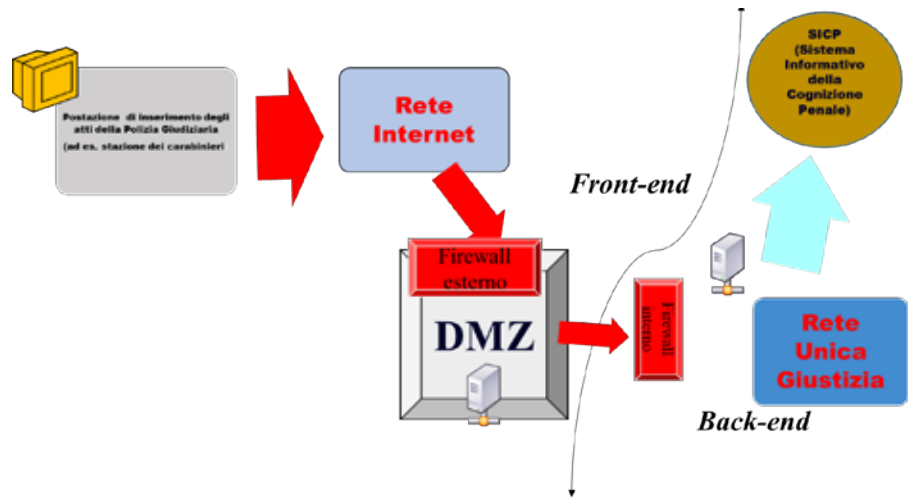 Postazione di inserimento degli
atti della Polizia Giudiziaria
(ad es. stazione dei carabinieri
Rete
Internet
SICP
(Sistema
Informativo
della
Cognizione
Penale)
Front-end
Firewall
esterno
DMZ
Firewall
interno
Rete
Unica
Giustizia
Back-end